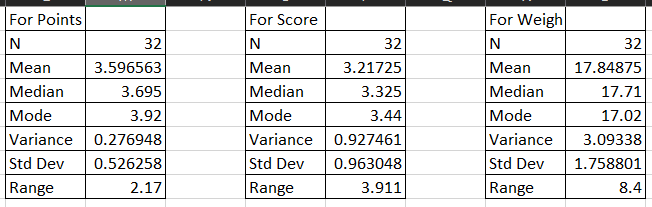 For Points
N 32
Mean 3.596563
Median 3.695
Mode 3.92
Variance 0.276948
Std Dev 0.526258
Range 2.17
For Score
N 32
Mean 3.21725
Median 3.325
Mode 3.44
Variance 0.927461
Std Dev 0.963048
Range 3.911
For Weigh
N 32
Mean 17.84875
Median 17.71
Mode 17.02
Variance 3.09338
Std Dev 1.758801
Range 8.4